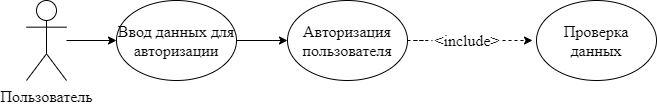 Пользователь
Ввод данных для
авторизации
Авторизация
пользователя
<include>
Проверка
данных